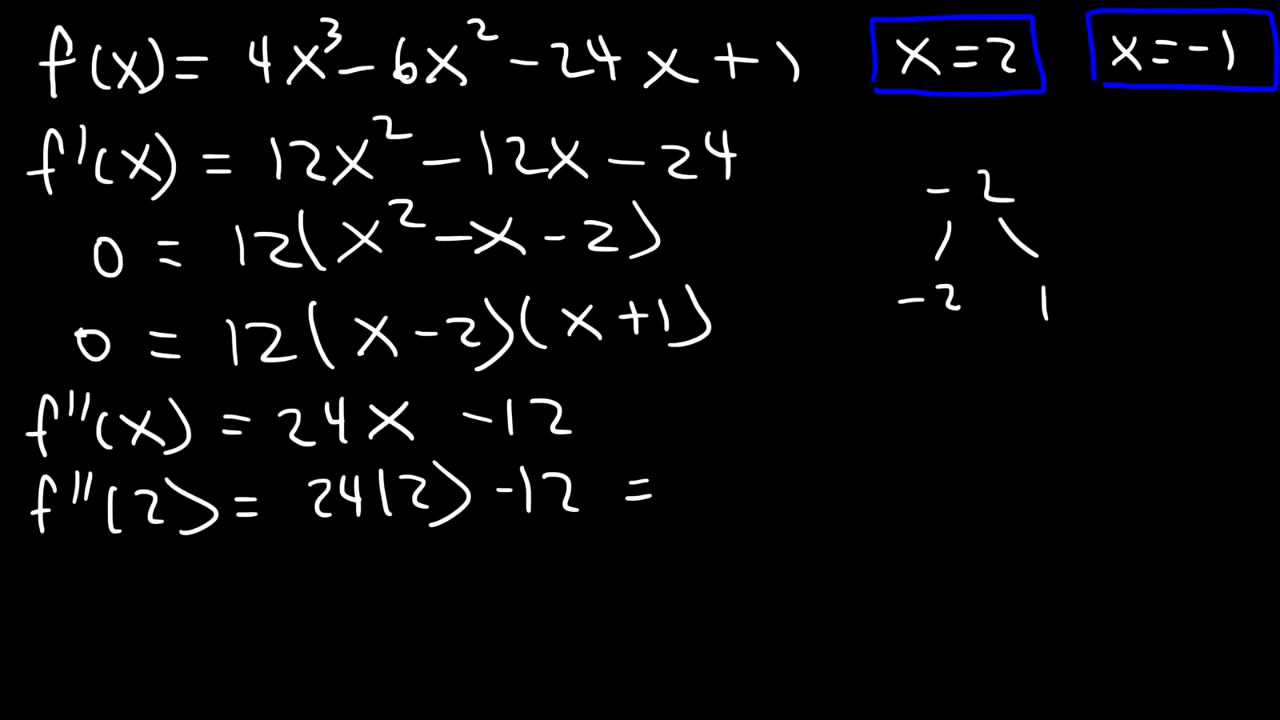 f(x) = 4x³ - 6x² - 24x + 1
x = 2
x = -1
f'(x) = 12x² - 12x - 24
-2
0 = 12(x² - x - 2)
-2 1
0 = 12(x - 2)(x + 1)
f''(x) = 24x - 12
f''(2) = 24(2) - 12 =